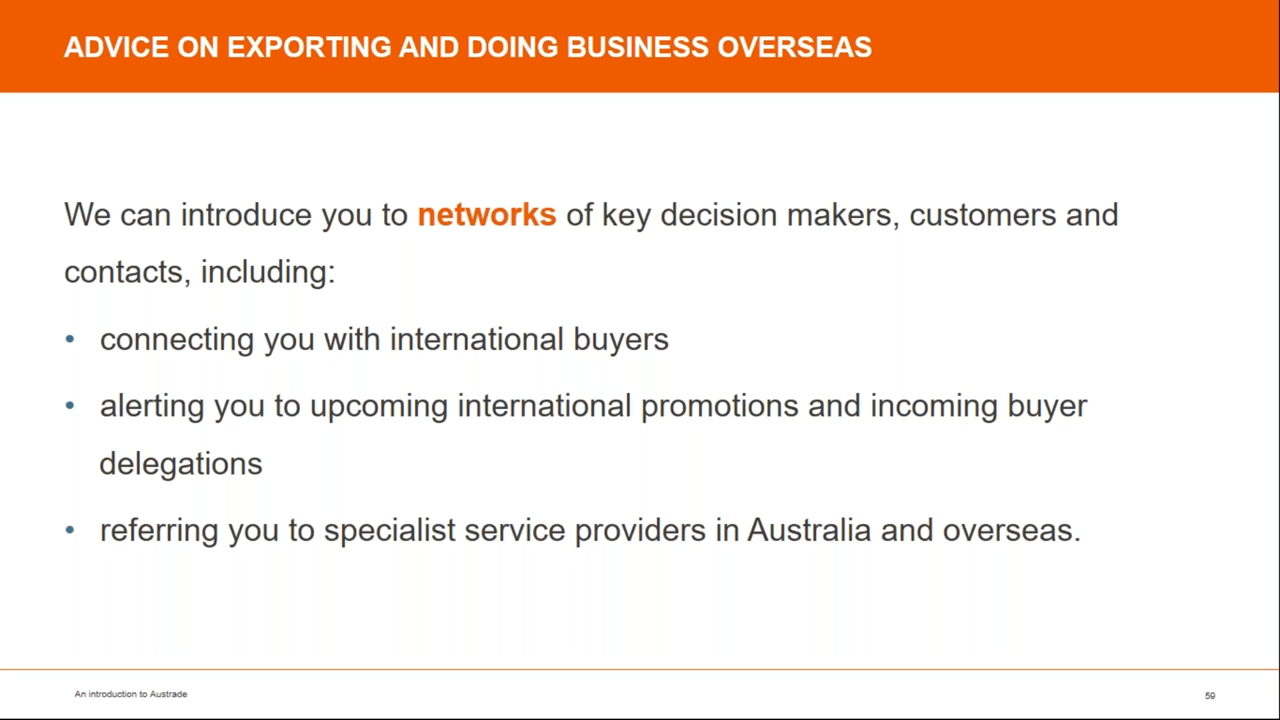 ADVICE ON EXPORTING AND DOING BUSINESS OVERSEAS
We can introduce you to networks of key decision makers, customers and
contacts, including:
• connecting you with international buyers
• alerting you to upcoming international promotions and incoming buyer
delegations
• referring you to specialist service providers in Australia and overseas.
An introduction to Austrade
59